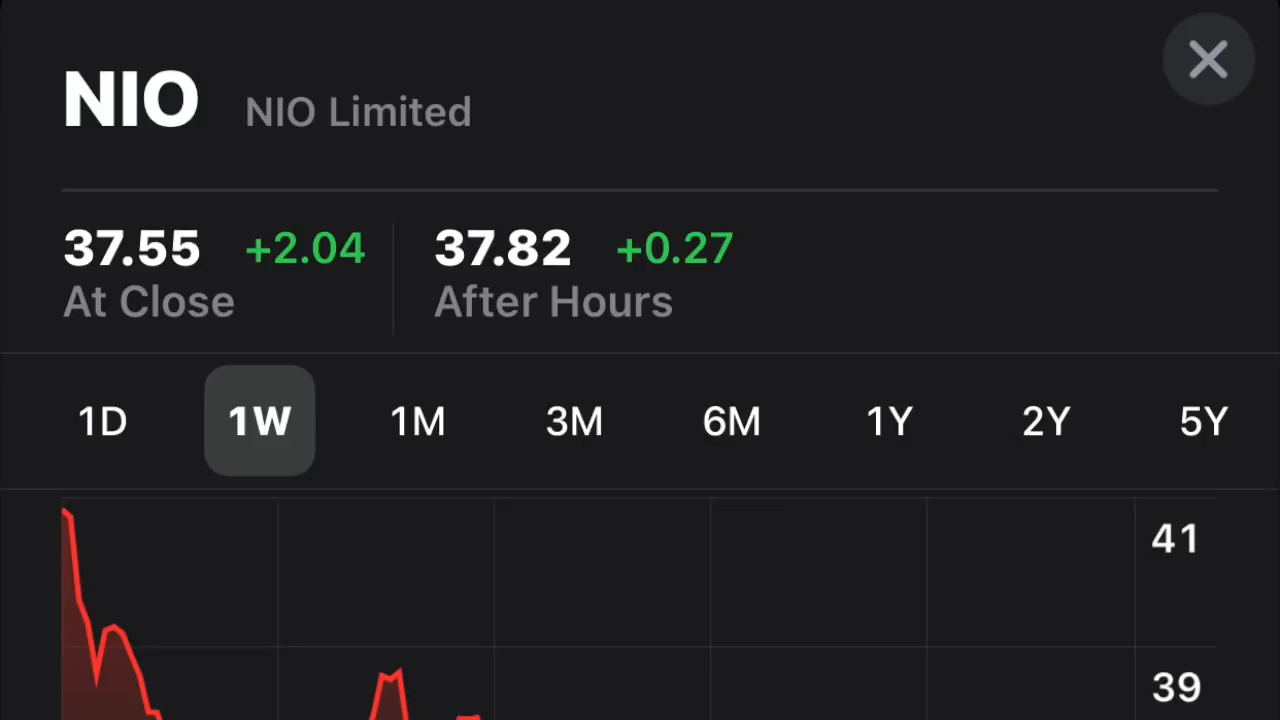 NIO NIO Limited
37.55 +2.04 37.82 +0.27
At Close After Hours
1D 1W 1M 3M 6M 1Y 2Y 5Y
41
39